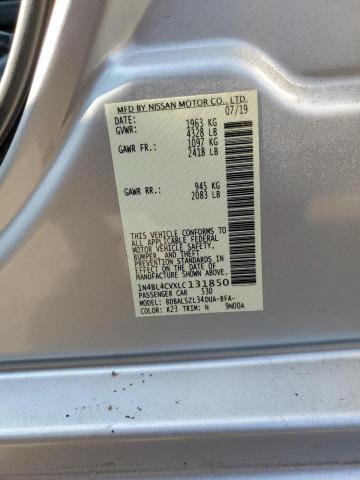 MFD BY NISSAN MOTOR CO., LTD.
DATE: 07/19
GVWR: 1963 KG
4328 LB
GAWR FR: 1097 KG
2418 LB
GAWR RR: 945 KG
2083 LB
THIS VEHICLE CONFORMS TO ALL
APPLICABLE FEDERAL MOTOR
VEHICLE SAFETY,
BUMPER, AND THEFT
PREVENTION STANDARDS IN
EFFECT ON THE DATE OF
MANUFACTURE SHOWN ABOVE.
1N4BL4CVXLC131850
PASSENGER CAR S30
MODEL: BDBALSZL34DUA-BFA-
COLOR: K23 TRIM: N 9N00A